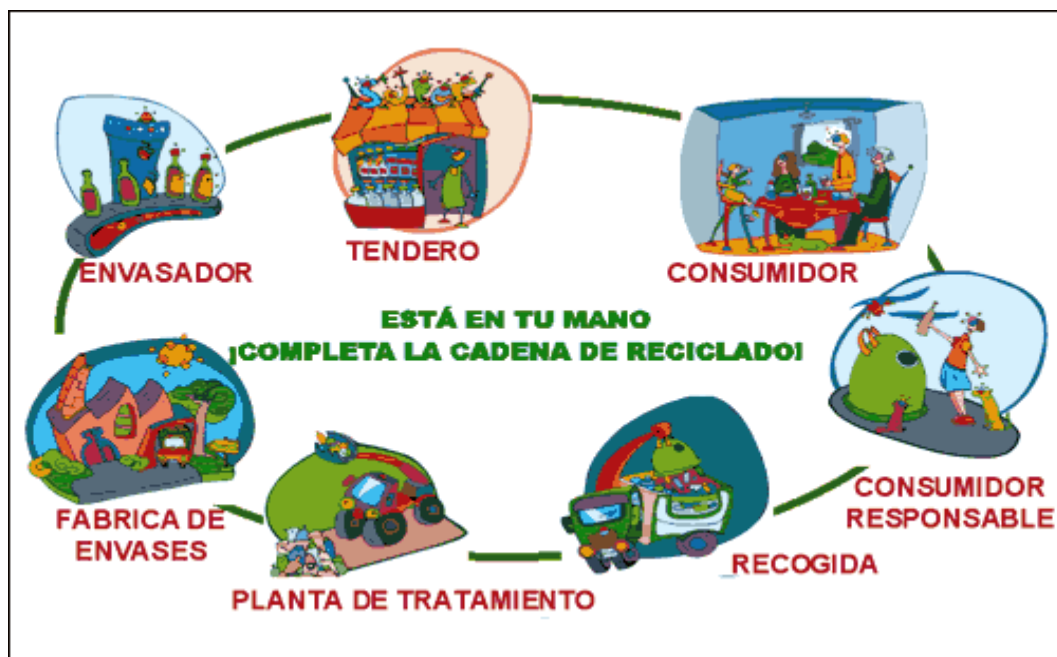 TENDERO
ENVASADOR
CONSUMIDOR
ESTÁ EN TU MANO
¡COMPLETA LA CADENA DE RECICLADO!
CONSUMIDOR
RESPONSABLE
FABRICA DE
ENVASES
RECOGIDA
PLANTA DE TRATAMIENTO